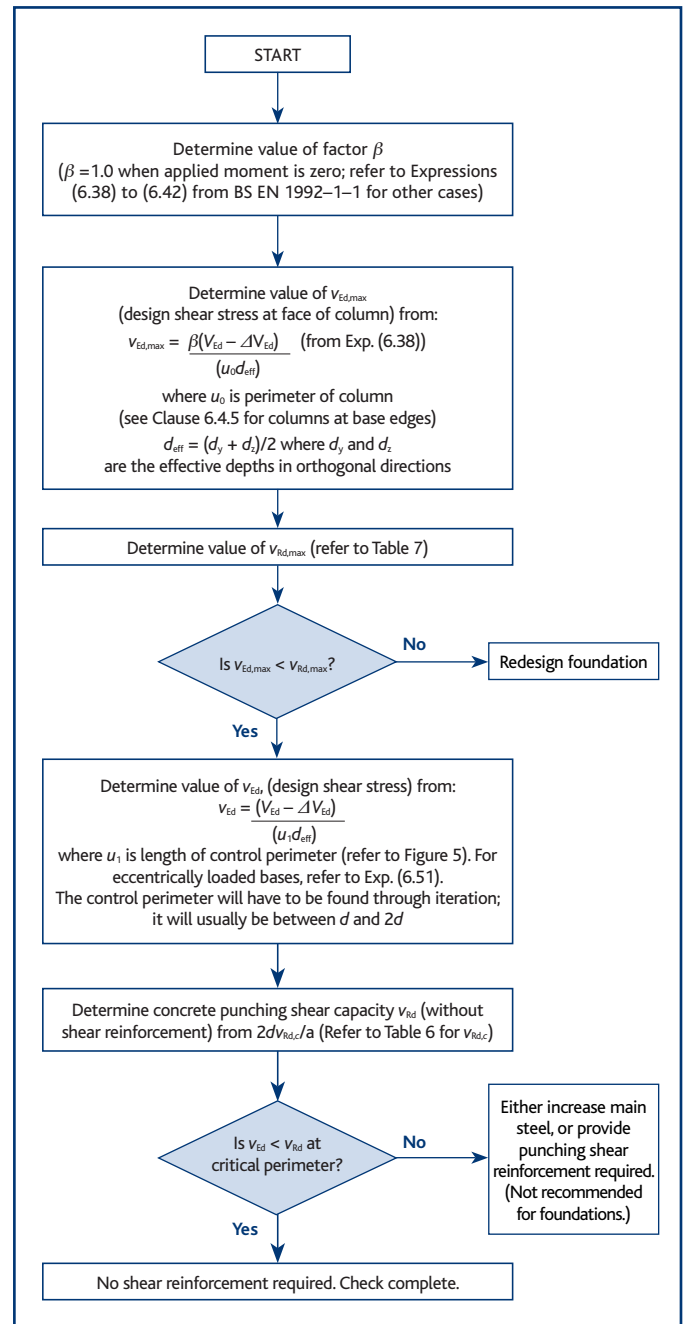 START
Determine value of factor β
(β =1.0 when applied moment is zero; refer to Expressions
(6.38) to (6.42) from BS EN 1992–1–1 for other cases)
Determine value of vEd,max
(design shear stress at face of column) from:
vEd,max = β(VEd – ΔVEd) (from Exp. (6.38))
(u0deff)
where u0 is perimeter of column
(see Clause 6.4.5 for columns at base edges)
deff = (dy + dz)/2 where dy and dz
are the effective depths in orthogonal directions
Determine value of vRd,max (refer to Table 7)
Is vEd,max < vRd,max?
No
Redesign foundation
Yes
Determine value of vEd, (design shear stress) from:
vEd = (VEd – ΔVEd)
(u1deff)
where u1 is length of control perimeter (refer to Figure 5). For
eccentrically loaded bases, refer to Exp. (6.51).
The control perimeter will have to be found through iteration;
it will usually be between d and 2d
Determine concrete punching shear capacity vRd (without
shear reinforcement) from 2dvRd,c/a (Refer to Table 6 for vRd,c)
Is vEd < vRd at
critical perimeter?
No
Either increase main
steel, or provide
punching shear
reinforcement required.
(Not recommended
for foundations.)
Yes
No shear reinforcement required. Check complete.